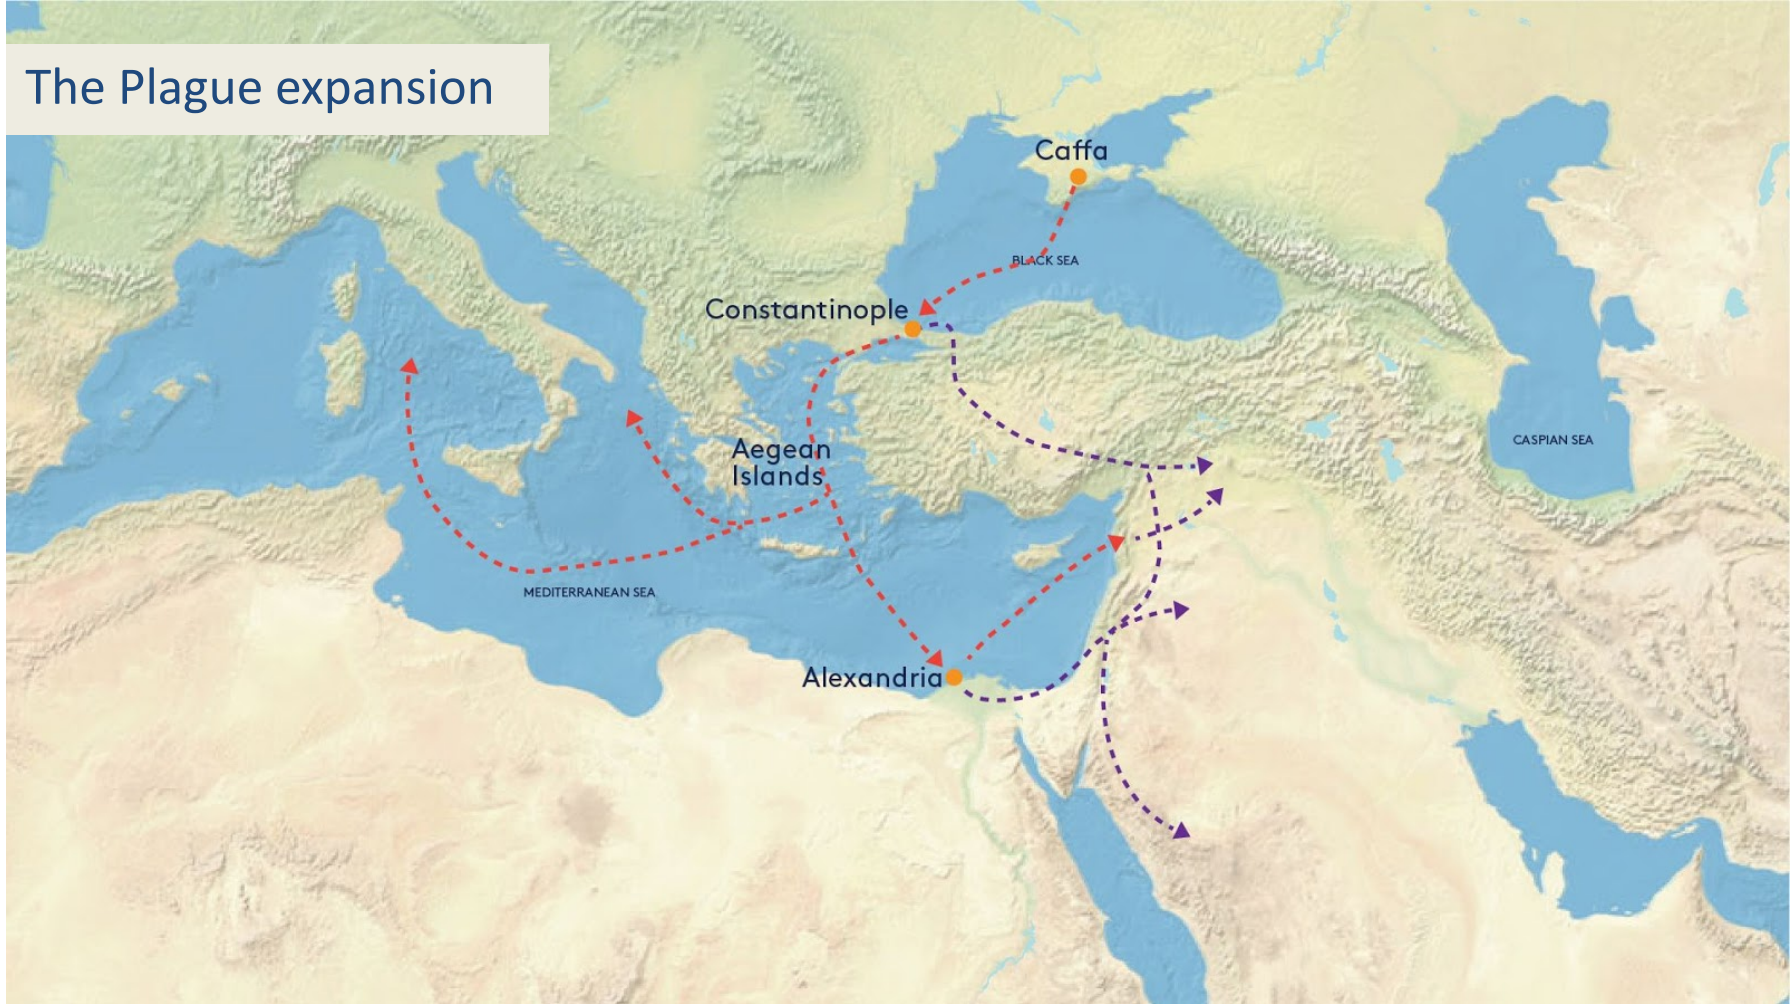 The Plague expansion
Caffa
BLACK SEA
Constantinople
CASPIAN SEA
Aegean
Islands
MEDITERRANEAN SEA
Alexandria